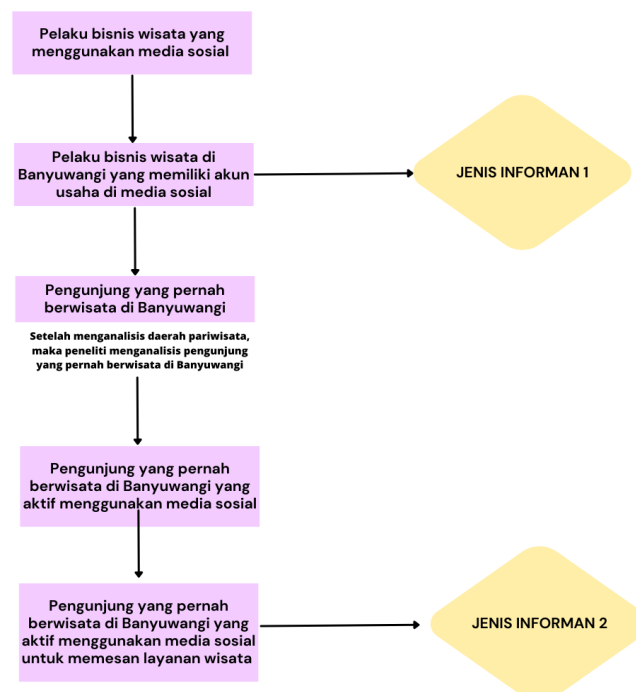 Pelaku bisnis wisata yang
menggunakan media sosial
Pelaku bisnis wisata di
Banyuwangi yang memiliki akun
usaha di media sosial
JENIS INFORMAN 1
Pengunjung yang pernah
berwisata di Banyuwangi
Setelah menganalisis daerah pariwisata,
maka peneliti menganalisis pengunjung
yang pernah berwisata di Banyuwangi
Pengunjung yang pernah
berwisata di Banyuwangi yang
aktif menggunakan media sosial
Pengunjung yang pernah
berwisata di Banyuwangi yang
aktif menggunakan media sosial
untuk memesan layanan wisata
JENIS INFORMAN 2